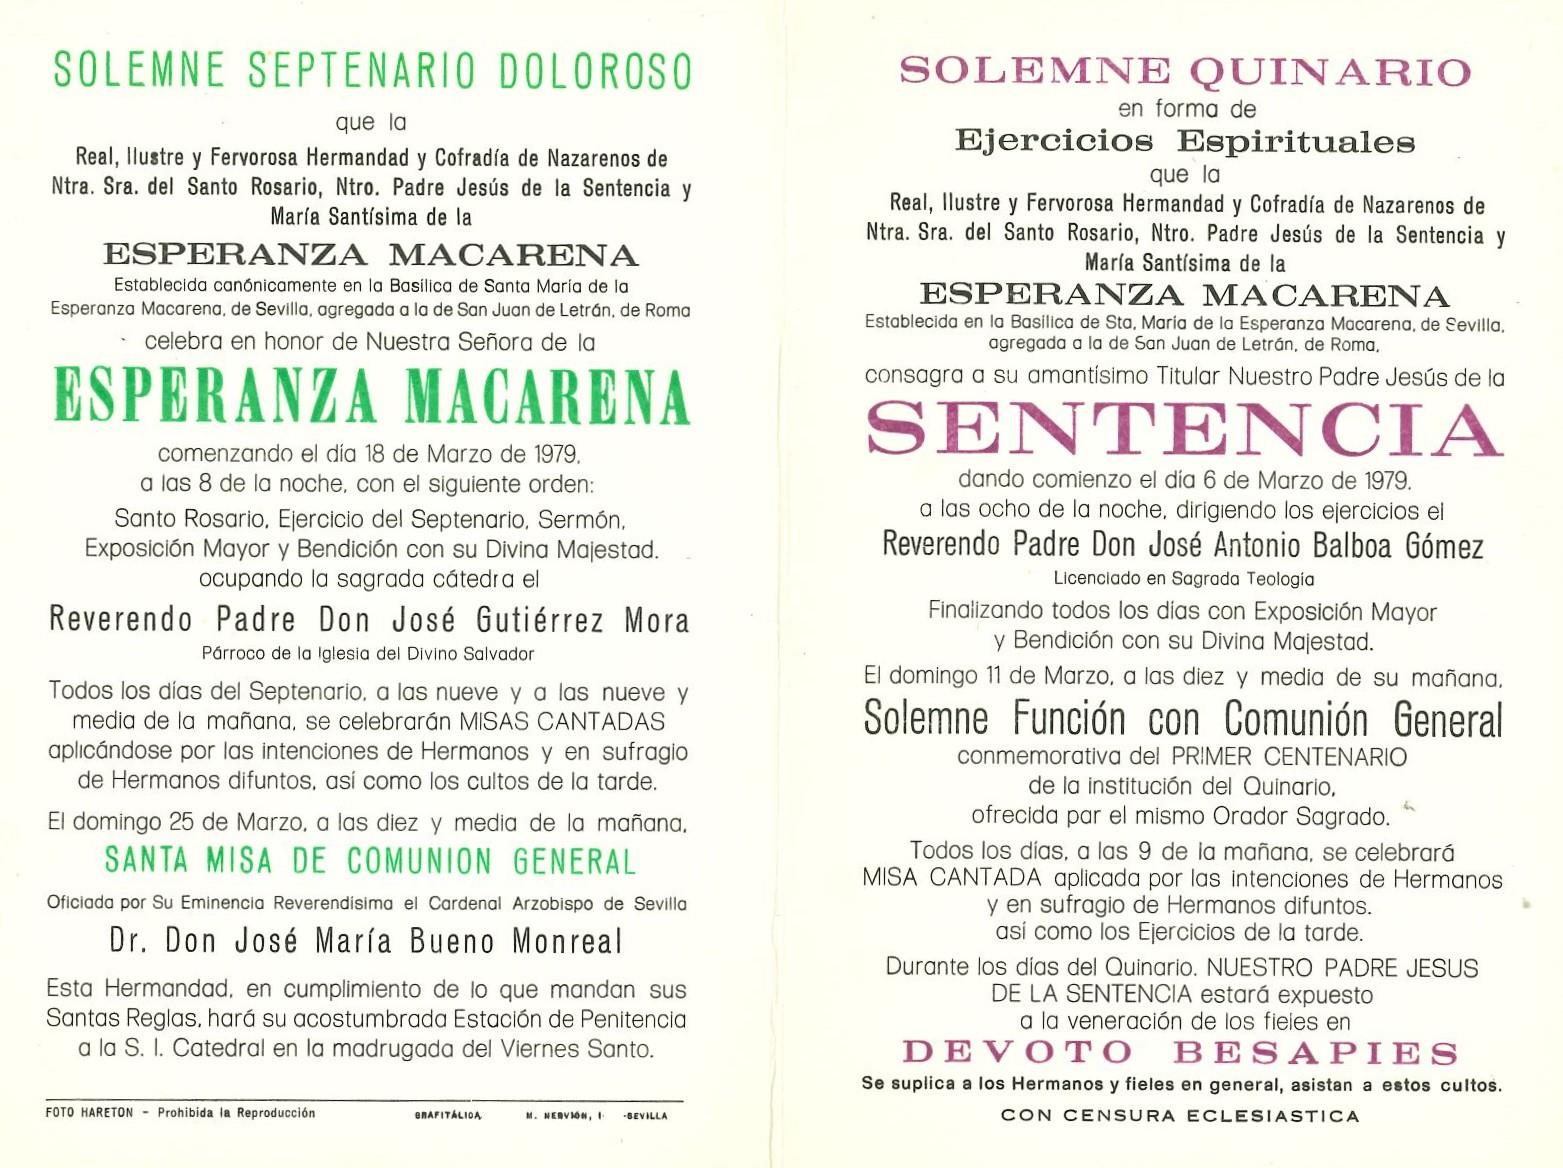 SOLEMNE SEPTENARIO DOLOROSO
que la
Real, Ilustre y Fervorosa Hermandad y Cofradía de Nazarenos de
Ntra. Sra. del Santo Rosario, Ntro. Padre Jesús de la Sentencia y
María Santísima de la
ESPERANZA MACARENA
Establecida canónicamente en la Basílica de Santa María de la
Esperanza Macarena, de Sevilla, agregada a la de San Juan de Letrán, de Roma
celebra en honor de Nuestra Señora de la
ESPERANZA MACARENA
comenzando el día 18 de Marzo de 1979,
a las 8 de la noche, con el siguiente orden:
Santo Rosario, Ejercicio del Septenario, Sermón,
Exposición Mayor y Bendición con su Divina Majestad.
ocupando la sagrada cátedra el
Reverendo Padre Don José Gutiérrez Mora
Párroco de la Iglesia del Divino Salvador
Todos los días del Septenario, a las nueve y a las nueve y
media de la mañana, se celebrarán MISAS CANTADAS
aplicándose por las intenciones de Hermanos y en sufragio
de Hermanos difuntos, así como los cultos de la tarde.
El domingo 25 de Marzo, a las diez y media de la mañana,
SANTA MISA DE COMUNION GENERAL
Oficiada por Su Eminencia Reverendísima el Cardenal Arzobispo de Sevilla
Dr. Don José María Bueno Monreal
Esta Hermandad, en cumplimiento de lo que mandan sus
Santas Reglas, hará su acostumbrada Estación de Penitencia
a la S. I. Catedral en la madrugada del Viernes Santo.
FOTO HARETON - Prohibida la Reproducción GRAFITÁLICA M. NERVIÓN, 1 -SEVILLA
SOLEMNE QUINARIO
en forma de
Ejercicios Espirituales
que la
Real, Ilustre y Fervorosa Hermandad y Cofradía de Nazarenos de
Ntra. Sra. del Santo Rosario, Ntro. Padre Jesús de la Sentencia y
María Santísima de la
ESPERANZA MACARENA
Establecida en la Basílica de Sta, María de la Esperanza Macarena, de Sevilla,
agregada a la de San Juan de Letrán, de Roma,
consagra a su amantísimo Titular Nuestro Padre Jesús de la
SENTENCIA
dando comienzo el día 6 de Marzo de 1979.
a las ocho de la noche, dirigiendo los ejercicios el
Reverendo Padre Don José Antonio Balboa Gómez
Licenciado en Sagrada Teología
Finalizando todos los días con Exposición Mayor
y Bendición con su Divina Majestad.
El domingo 11 de Marzo, a las diez y media de su mañana,
Solemne Función con Comunión General
conmemorativa del PRIMER CENTENARIO
de la institución del Quinario,
ofrecida par el mismo Orador Sagrado.
Todos los días, a las 9 de la mañana, se celebrará
MISA CANTADA aplicada por las intenciones de Hermanos
y en sufragio de Hermanos difuntos.
así como los Ejercicios de la tarde.
Durante los días del Quinario. NUESTRO PADRE JESUS
DE LA SENTENCIA estará expuesto
a la veneración de los fieles en
DEVOTO BESAPIES
Se suplica a los Hermanos y fieles en general, asistan a estos cultos.
CON CENSURA ECLESIASTICA